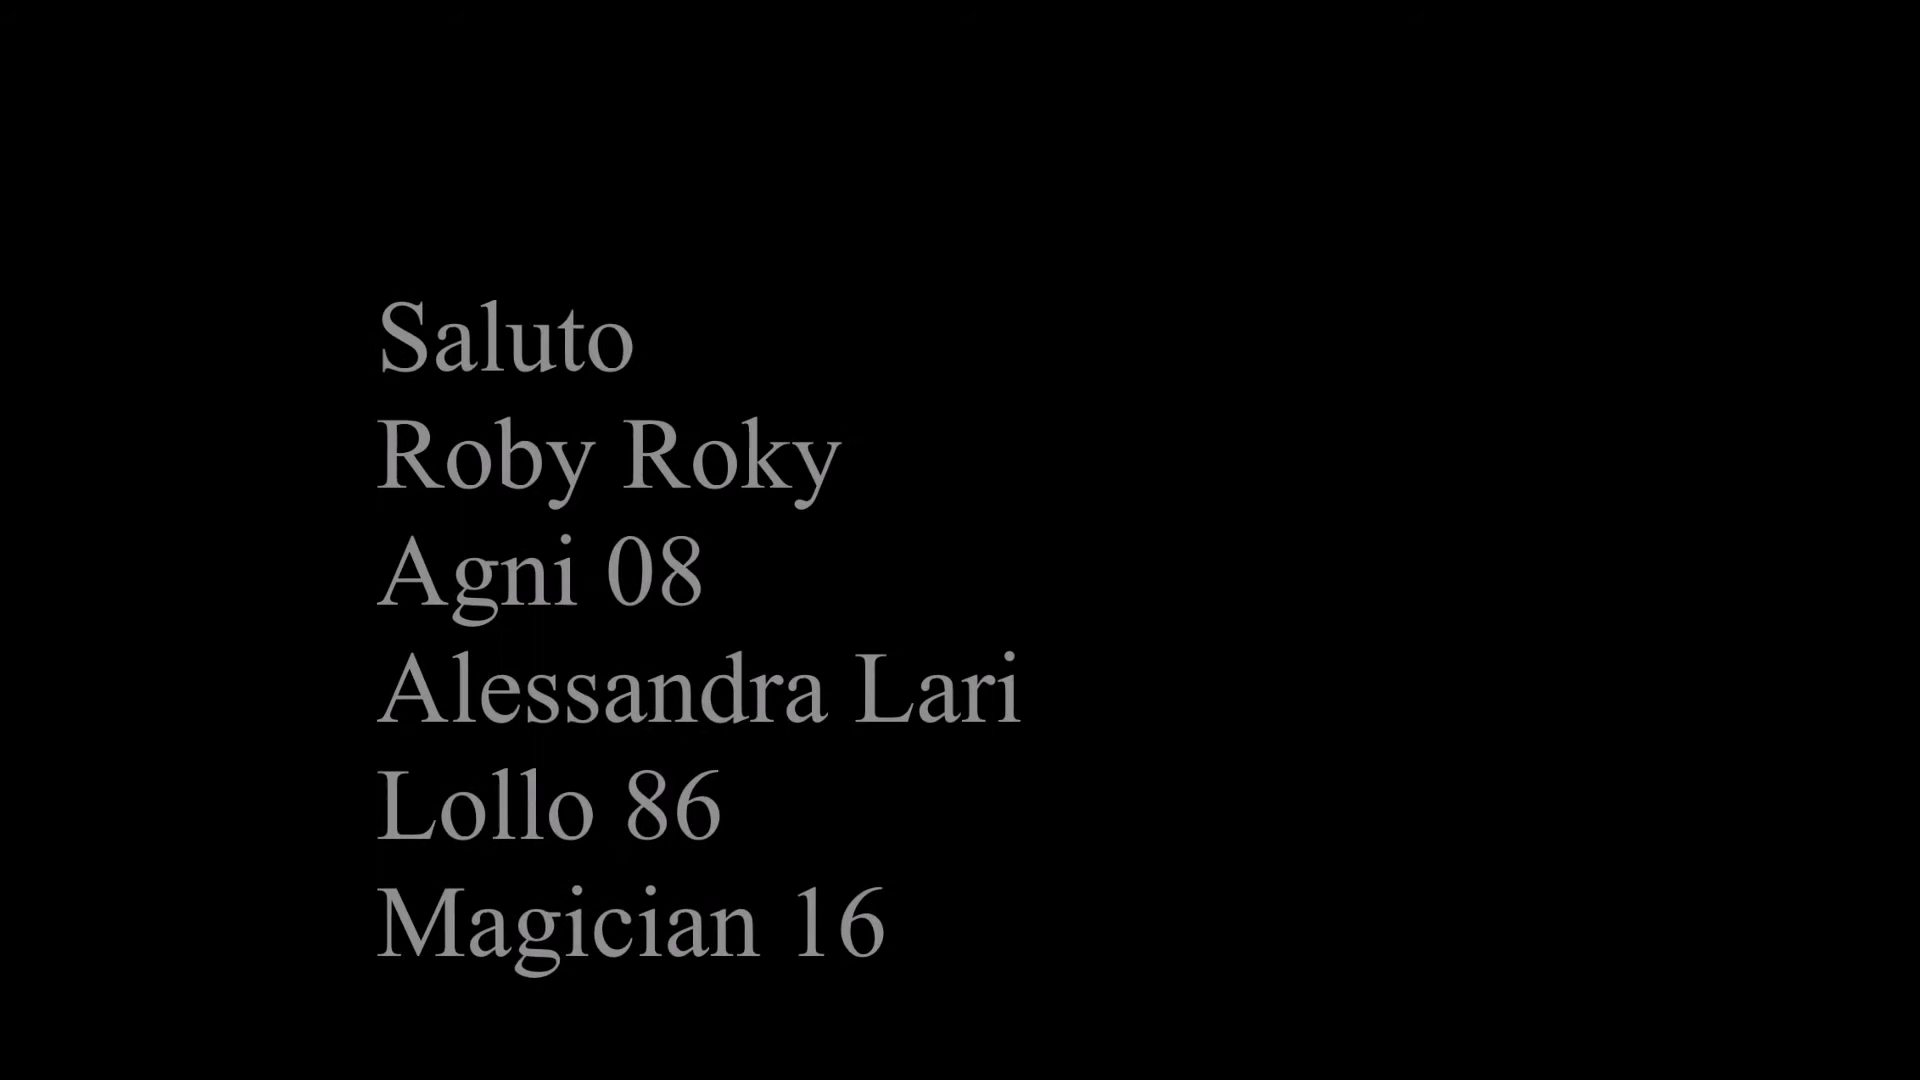 Saluto
Roby Roky
Agni 08
Alessandra Lari
Lollo 86
Magician 16